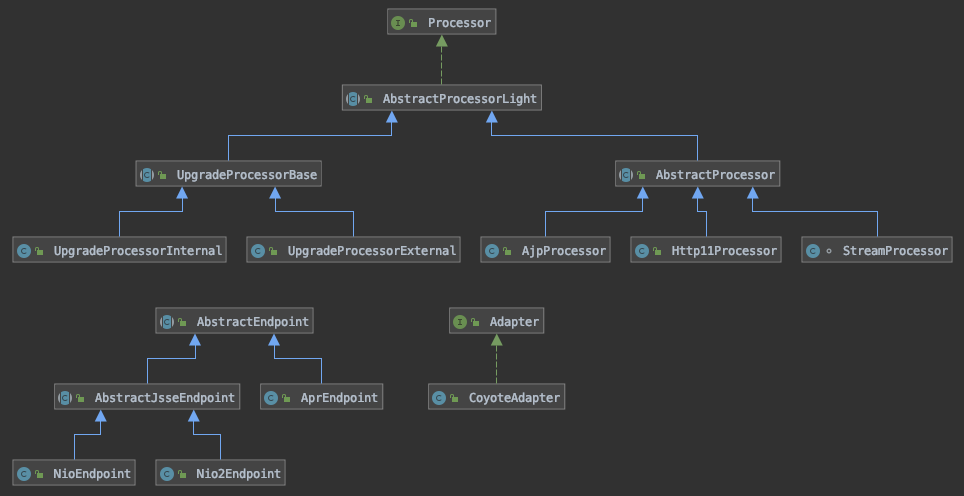 Processor
AbstractProcessorLight
UpgradeProcessorBase
AbstractProcessor
UpgradeProcessorInternal
UpgradeProcessorExternal
AjpProcessor
Http11Processor
StreamProcessor
AbstractEndpoint
Adapter
AbstractJsseEndpoint
AprEndpoint
CoyoteAdapter
NioEndpoint
Nio2Endpoint